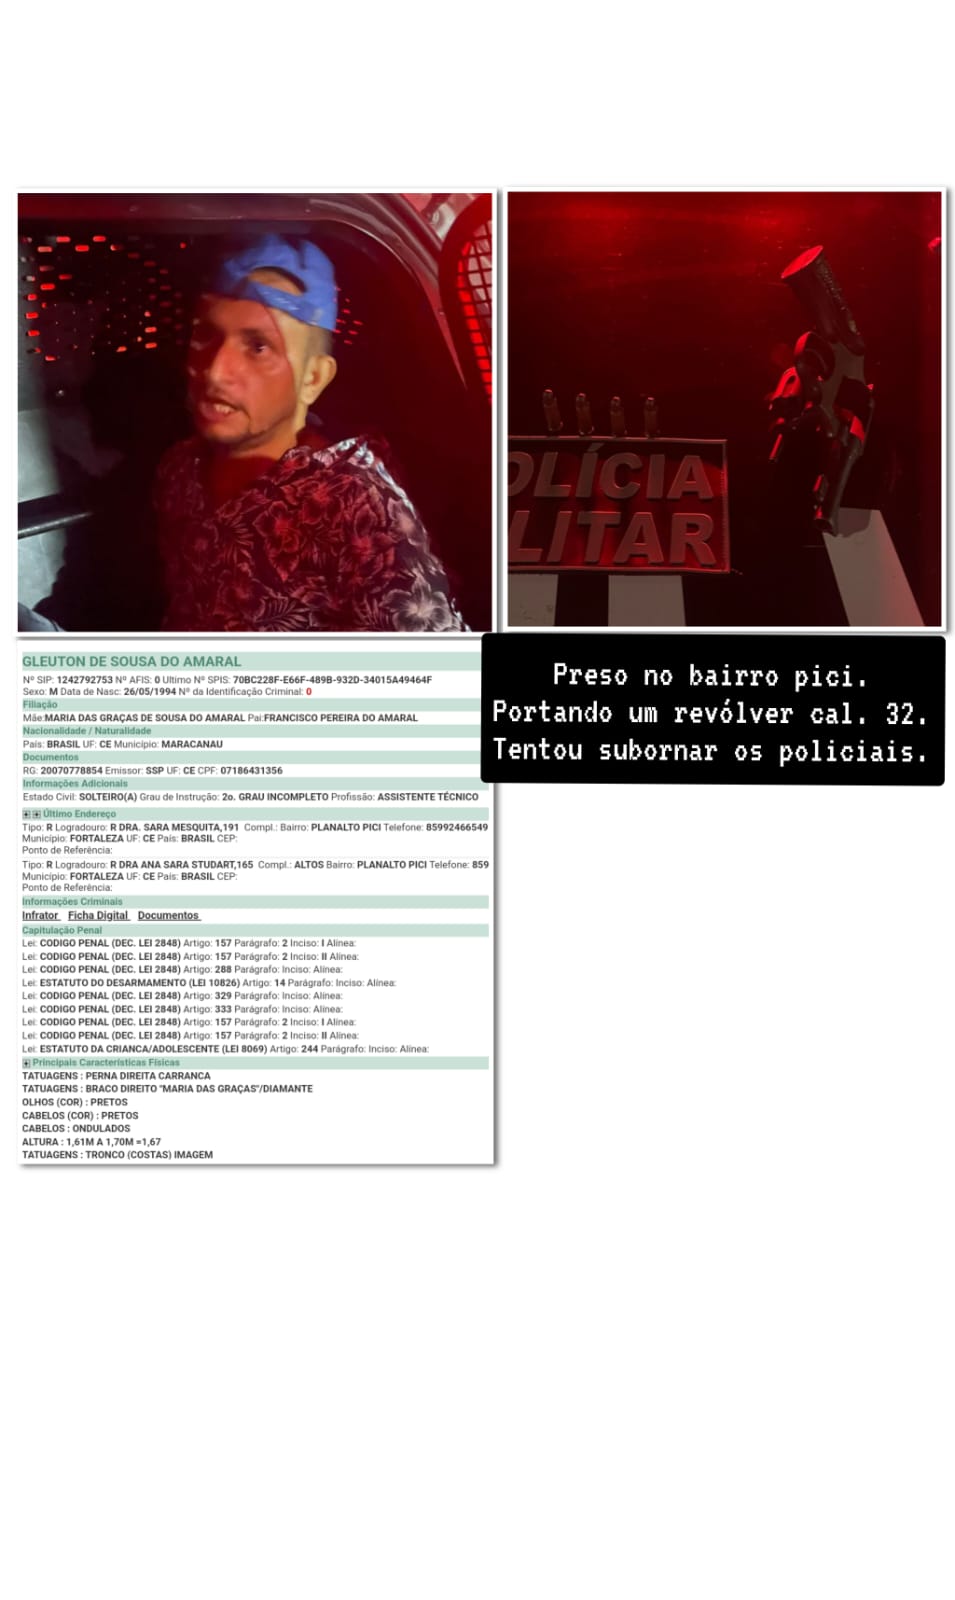 OLÍCIA
LITAR
GLEUTON DE SOUSA DO AMARAL
Nº SIP: 1242792753 Nº AFIS: 0 Ultimo Nº SPIS: 70BC228F-E66F-489B-932D-34015A49464F
Sexo: M Data de Nasc: 26/05/1994 Nº da Identificação Criminal: 0
Filiação
Mãe:MARIA DAS GRAÇAS DE SOUSA DO AMARAL Pai:FRANCISCO PEREIRA DO AMARAL
Nacionalidade / Naturalidade
País: BRASIL UF: CE Município: MARACANAU
Documentos
RG: 20070778854 Emissor: SSP UF: CE CPF: 07186431356
Informações Adicionais
Estado Civil: SOLTEIRO(A) Grau de Instrução: 2o. GRAU INCOMPLETO Profissão: ASSISTENTE TÉCNICO
Último Endereço
Tipo: R Logradouro: R DRA. SARA MESQUITA,191 Compl.: Bairro: PLANALTO PICI Telefone: 85992466549
Município: FORTALEZA UF: CE País: BRASIL CEP:
Ponto de Referência:
Tipo: R Logradouro: R DRA ANA SARA STUDART,165 Compl.: ALTOS Bairro: PLANALTO PICI Telefone: 859
Município: FORTALEZA UF: CE País: BRASIL CEP:
Ponto de Referência:
Informações Criminais
Infrator Ficha Digital Documentos
Capitulação Penal
Lei: CODIGO PENAL (DEC. LEI 2848) Artigo: 157 Parágrafo: 2 Inciso: I Alínea:
Lei: CODIGO PENAL (DEC. LEI 2848) Artigo: 157 Parágrafo: 2 Inciso: II Alínea:
Lei: CODIGO PENAL (DEC. LEI 2848) Artigo: 288 Parágrafo: Inciso: Alínea:
Lei: ESTATUTO DO DESARMAMENTO (LEI 10826) Artigo: 14 Parágrafo: Inciso: Alínea:
Lei: CODIGO PENAL (DEC. LEI 2848) Artigo: 329 Parágrafo: Inciso: Alínea:
Lei: CODIGO PENAL (DEC. LEI 2848) Artigo: 333 Parágrafo: Inciso: Alínea:
Lei: CODIGO PENAL (DEC. LEI 2848) Artigo: 157 Parágrafo: 2 Inciso: I Alínea:
Lei: CODIGO PENAL (DEC. LEI 2848) Artigo: 157 Parágrafo: 2 Inciso: II Alínea:
Lei: ESTATUTO DA CRIANCA/ADOLESCENTE (LEI 8069) Artigo: 244 Parágrafo: Inciso: Alínea:
Principais Características Físicas
TATUAGENS : PERNA DIREITA CARRANCA
TATUAGENS : BRACO DIREITO "MARIA DAS GRAÇAS"/DIAMANTE
OLHOS (COR) : PRETOS
CABELOS (COR) : PRETOS
CABELOS : ONDULADOS
ALTURA : 1,61M A 1,70M =1,67
TATUAGENS : TRONCO (COSTAS) IMAGEM
Preso no bairro pici.
Portando um revólver cal. 32.
Tentou subornar os policiais.